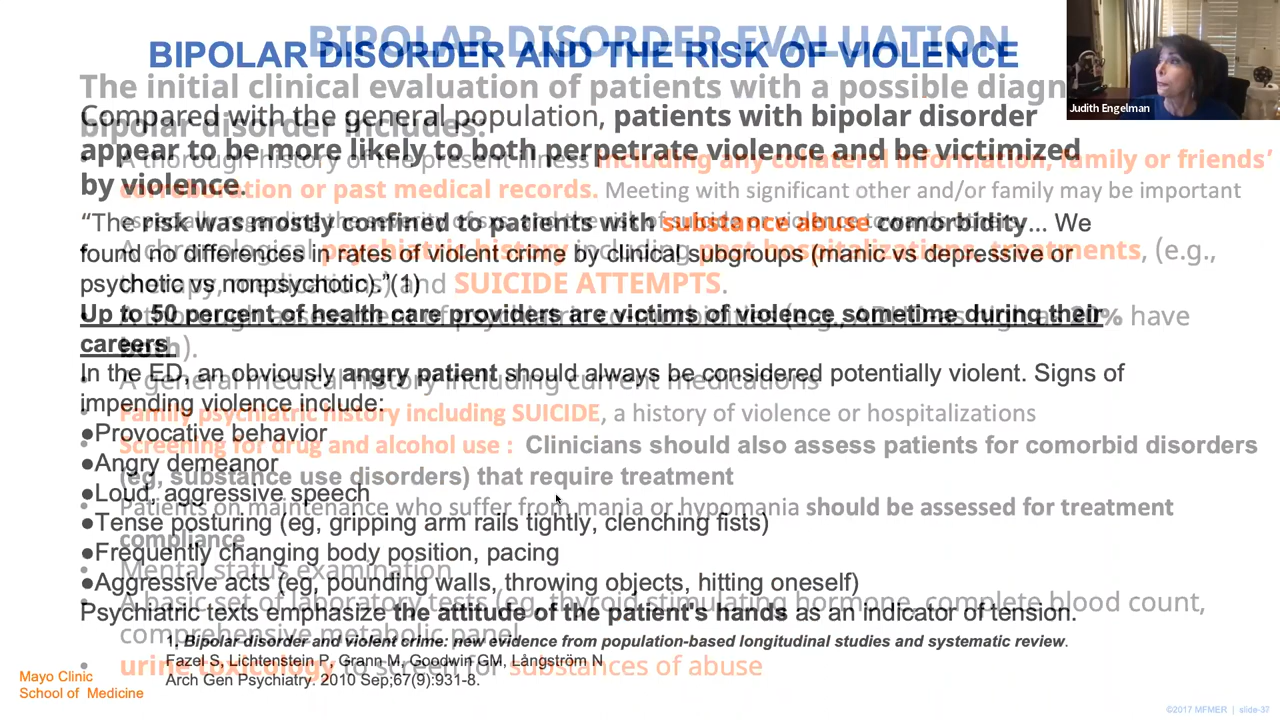 BIPOLAR DISORDER EVALUATION
BIPOLAR DISORDER AND THE RISK OF VIOLENCE
The initial clinical evaluation of patients with a possible diagn
bipolar disorder includes:
Compared with the general population, patients with bipolar disorder
appear to be more likely to both perpetrate violence and be victimized
by violence.
• A thorough history of the present illness including any collateral information, family or friends’
corroboration or past medical records. Meeting with significant other and/or family may be important
“The risk was mostly confined to patients with substance abuse comorbidity... We
found no differences in rates of violent crime by clinical subgroups (manic vs depressive or
psychotic vs nonpsychotic).”(1)
A chronological psychiatric history including past hospitalizations, treatments, (e.g.,
and SUICIDE ATTEMPTS.
Up to 50 percent of health care providers are victims of violence sometime during their
careers.
% have
both).
In the ED, an obviously angry patient should always be considered potentially violent. Signs of
impending violence include:
• A general medical history including current medications
• Family psychiatric history including SUICIDE, a history of violence or hospitalizations
●Provocative behavior
●Angry demeanor
●Loud, aggressive speech
●Tense posturing (eg, gripping arm rails tightly, clenching fists)
●Frequently changing body position, pacing
●Aggressive acts (eg, pounding walls, throwing objects, hitting oneself)
Psychiatric texts emphasize the attitude of the patient's hands as an indicator of tension.
• Screening for drug and alcohol use : Clinicians should also assess patients for comorbid disorders
(eg, substance use disorders) that require treatment
• Patients on maintenance who suffer from mania or hypomania should be assessed for treatment
compliance
• Mental status examination
• A basic set of laboratory tests (eg, thyroid stimulating hormone, complete blood count,
comprehensive metabolic panel
• urine toxicology to screen for substances of abuse
1. Bipolar disorder and violent crime: new evidence from population-based longitudinal studies and systematic review.
Fazel S, Lichtenstein P, Grann M, Goodwin GM, Långström N
Arch Gen Psychiatry. 2010 Sep;67(9):931-8.
Mayo Clinic
School of Medicine
©2017 MFMER | slide-37
Judith Engelman